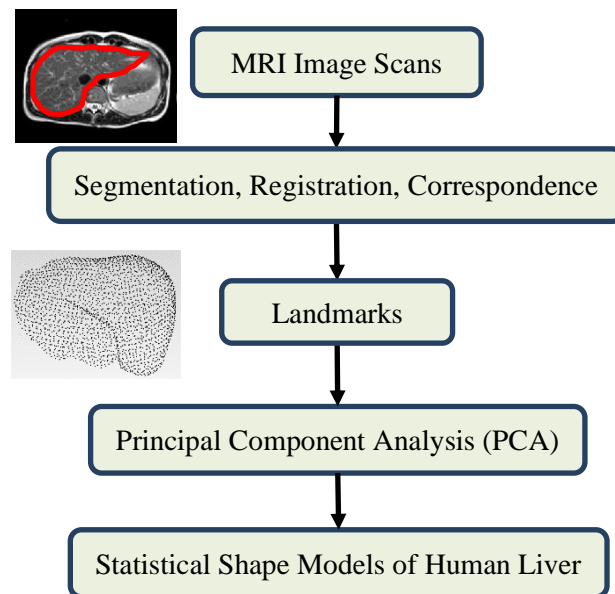 MRI Image Scans
Segmentation, Registration, Correspondence
Landmarks
Principal Component Analysis (PCA)
Statistical Shape Models of Human Liver